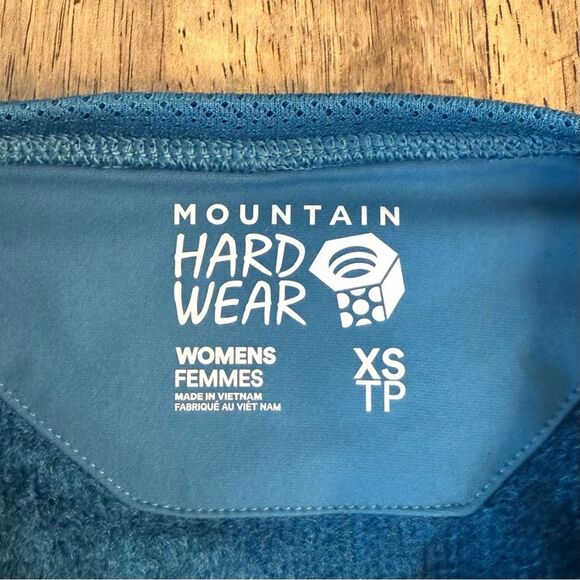 MOUNTAIN
HARD
WEAR
WOMENS
FEMMES
MADE IN VIETNAM
FABRIQUÉ AU VIÊT NAM
XS
TP